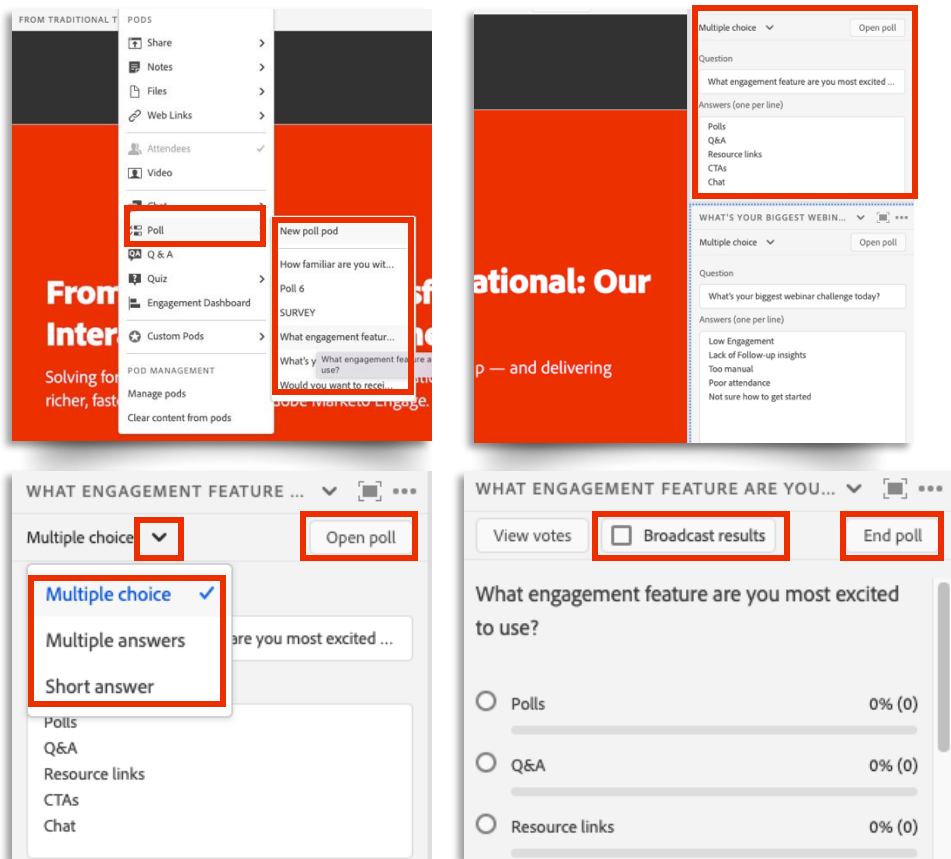 FROM TRADITIONAL T
PODS
Share
Notes
Files
Web Links
Attendees
Video
Chat
Poll
Q & A
Quiz
Engagement Dashboard
Custom Pods
POD MANAGEMENT
Manage pods
Clear content from pods
New poll pod
How familiar are you wit...
Poll 6
SURVEY
What engagement featur...
What's y
What engagement feature a
use?
Would you want to recei...
From
sf
Inter
ne
Solving for
richer, faste
Marketo Engage.
Multiple choice
Open poll
Question
What engagement feature are you most excited ...
Answers (one per line)
Polls
Q&A
Resource links
CTAs
Chat
ational: Our
p — and delivering
WHAT'S YOUR BIGGEST WEBIN...
Multiple choice
Open poll
Question
What's your biggest webinar challenge today?
Answers (one per line)
Low Engagement
Lack of Follow-up insights
Too manual
Poor attendance
Not sure how to get started
WHAT ENGAGEMENT FEATURE ...
Multiple choice
Open poll
Multiple choice
Multiple answers
Short answer
are you most excited ...
Polls
Q&A
Resource links
CTAs
Chat
WHAT ENGAGEMENT FEATURE ARE YOU...
View votes
Broadcast results
End poll
What engagement feature are you most excited
to use?
Polls 0% (0)
Q&A 0% (0)
Resource links 0% (0)